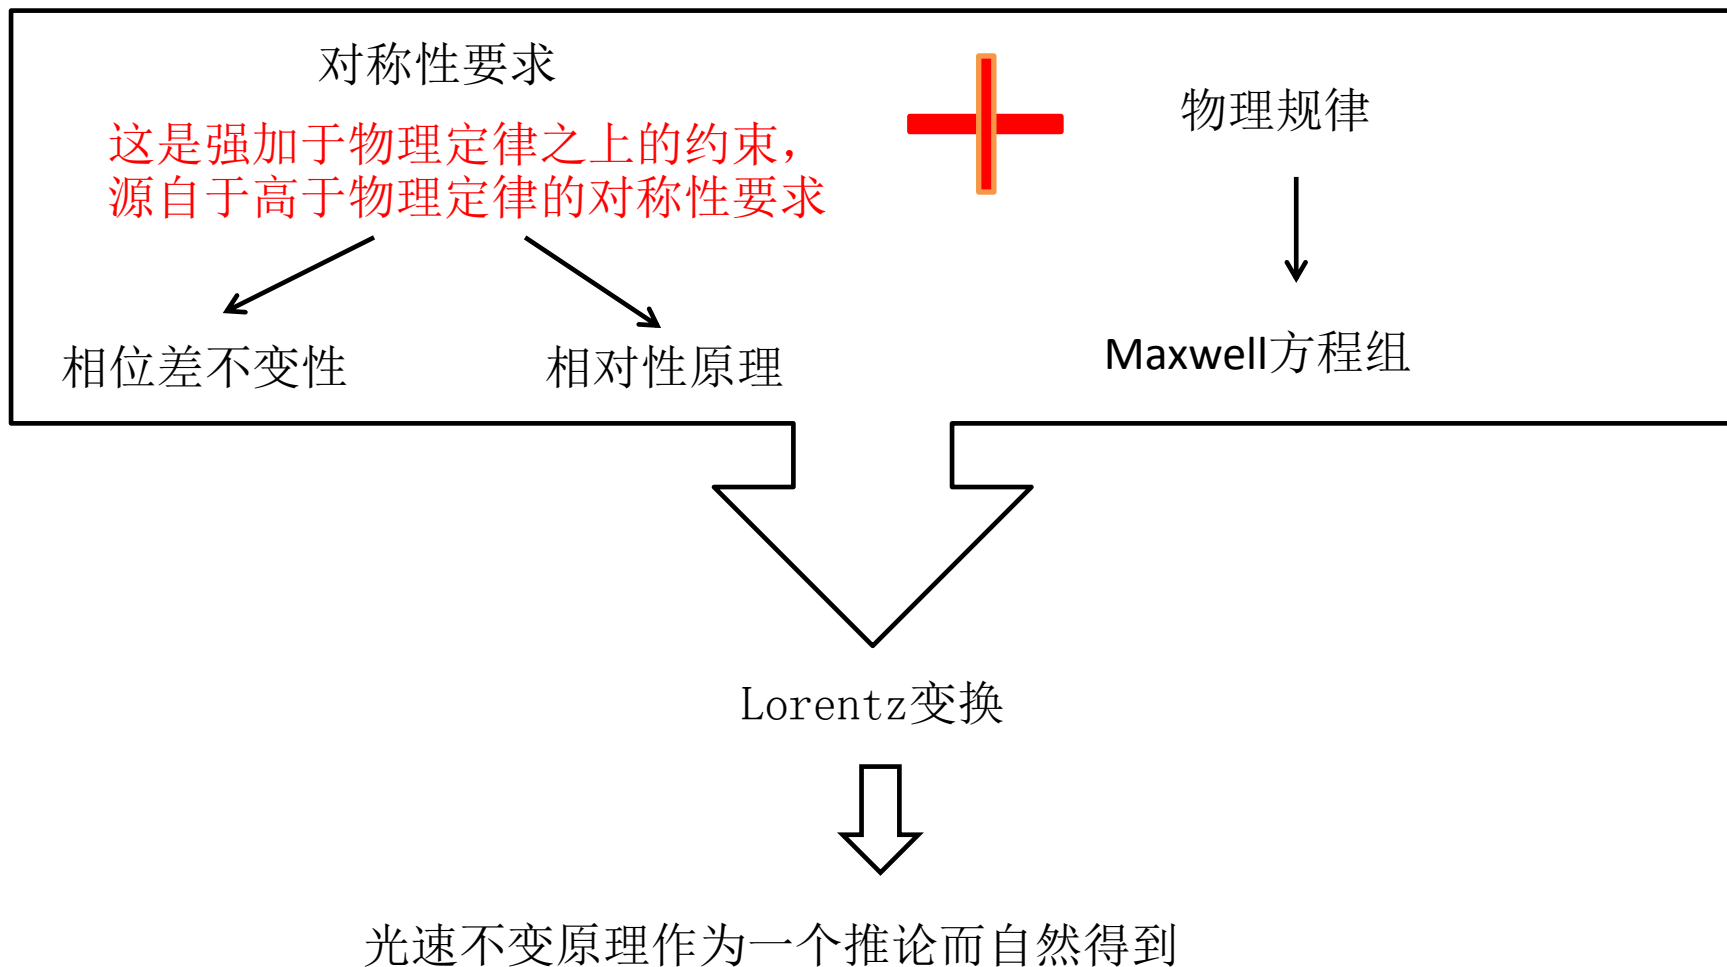 对称性要求
这是强加于物理定律之上的约束，
源自于高于物理定律的对称性要求
物理规律
相位差不变性
相对性原理
Maxwell方程组
Lorentz变换
光速不变原理作为一个推论而自然得到